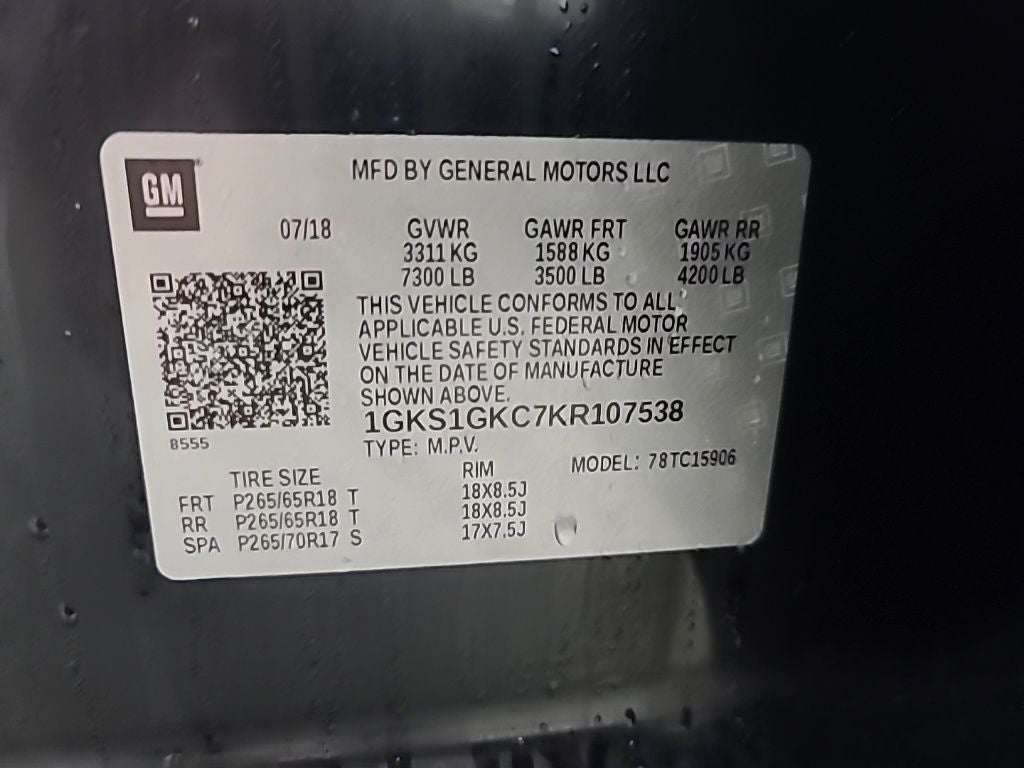 GM
MFD BY GENERAL MOTORS LLC
07/18 GVWR GAWR FRT GAWR RR
3311 KG 1588 KG 1905 KG
7300 LB 3500 LB 4200 LB
THIS VEHICLE CONFORMS TO ALL
APPLICABLE U.S. FEDERAL MOTOR
VEHICLE SAFETY STANDARDS IN EFFECT
ON THE DATE OF MANUFACTURE
SHOWN ABOVE.
1GKS1GKC7KR107538
8555
TYPE: M.P.V. MODEL: 78TC15906
TIRE SIZE RIM
FRT P265/65R18 T 18X8.5J
RR P265/65R18 T 18X8.5J
SPA P265/70R17 S 17X7.5J